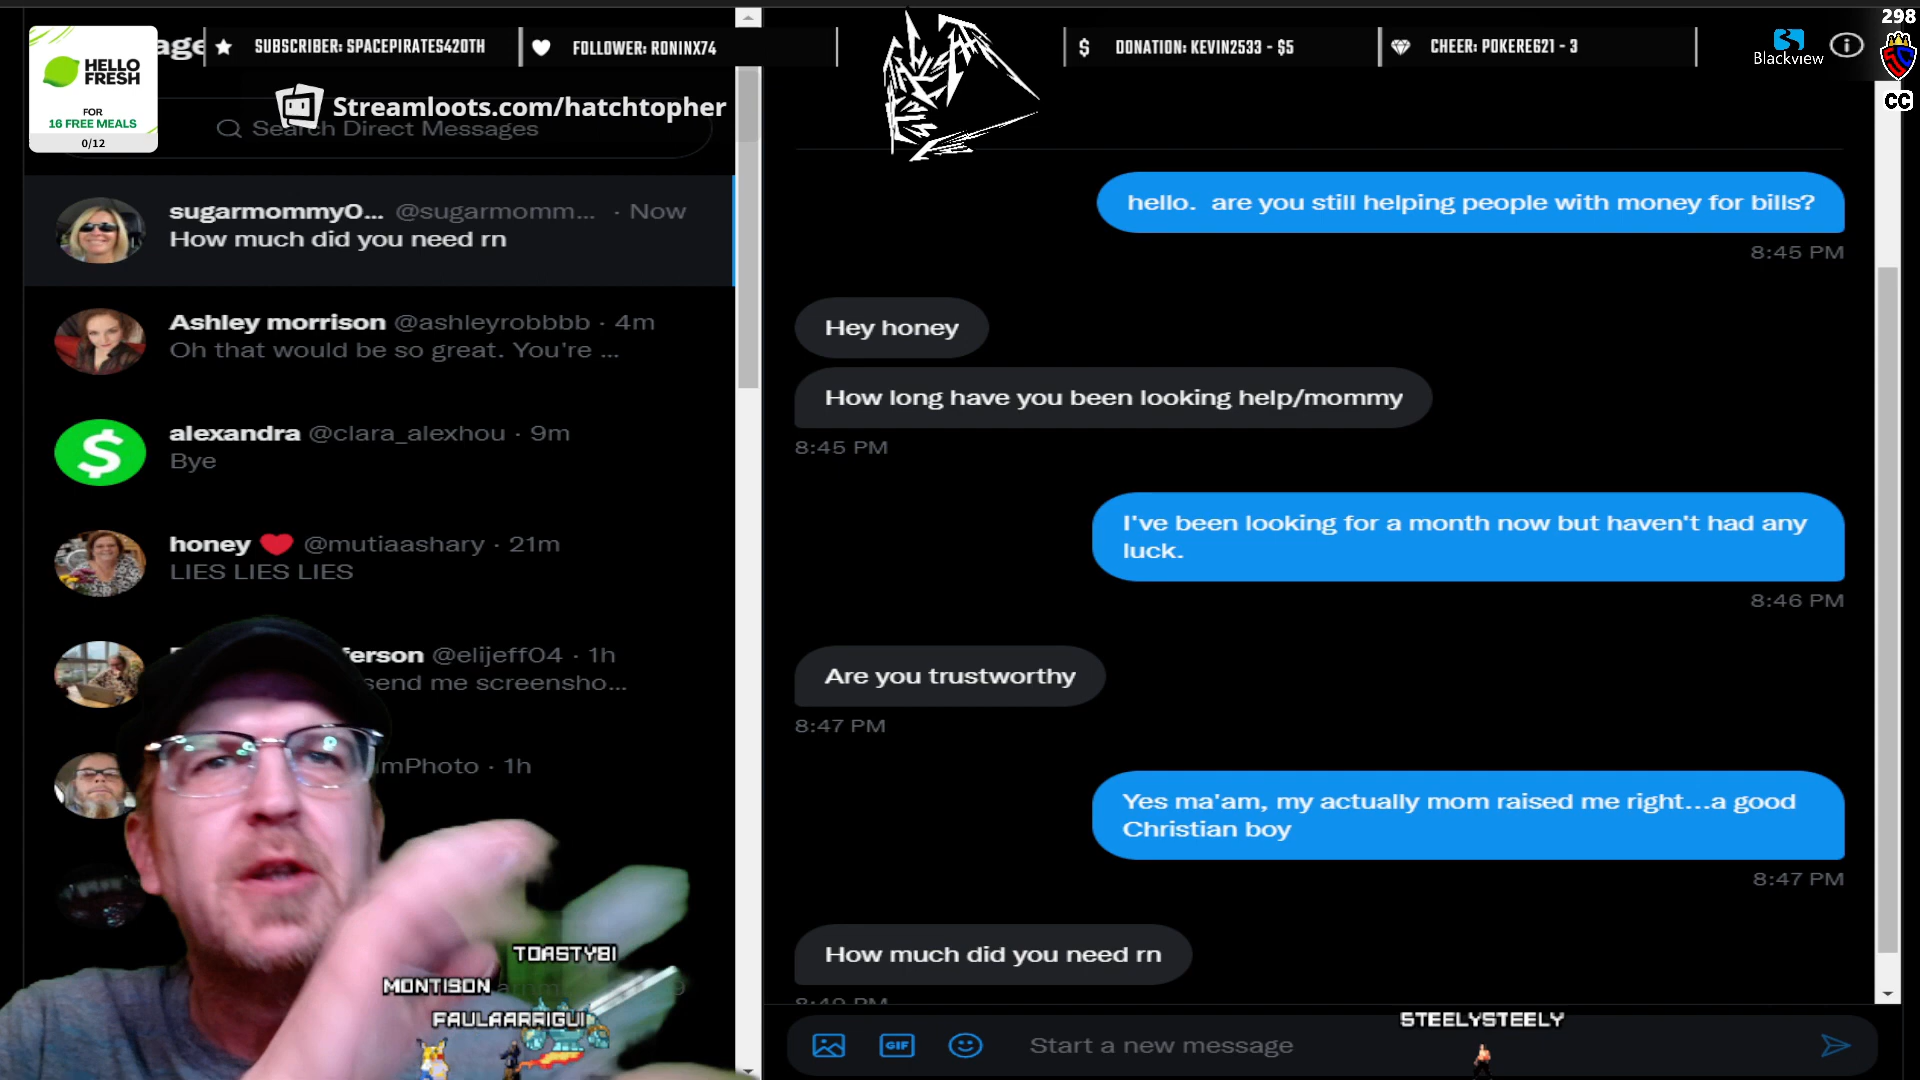 HELLO
FRESH
FOR
16 FREE MEALS
0/12
age
SUBSCRIBER: SPACEPIRATES420TH
FOLLOWER: RONINX74
DONATION: KEVIN2533 - $5
CHEER: POKERE621 - 3
Blackview
298
CC
Streamloots.com/hatchtopher
Search Direct Messages
sugarmommyO... @sugarmomm... · Now
How much did you need rn
Ashley morrison @ashleyrobbbb · 4m
Oh that would be so great. You're ...
alexandra @clara_alexhou · 9m
Bye
honey ❤️ @mutiaashary · 21m
LIES LIES LIES
ferson @elijeff04 · 1h
send me screensho...
mPhoto · 1h
TOASTY81
MONTISON
FAULAARRIGUI
hello. are you still helping people with money for bills?
8:45 PM
Hey honey
How long have you been looking help/mommy
8:45 PM
I've been looking for a month now but haven't had any
luck.
8:46 PM
Are you trustworthy
8:47 PM
Yes ma'am, my actually mom raised me right...a good
Christian boy
8:47 PM
How much did you need rn
STEELYSTEELY
GIF
Start a new message